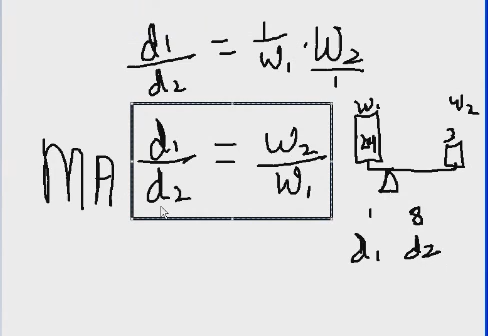 d1/d2 = 1/W1 · W2/1
MA d1/d2 = W2/W1
W1 W2
24 3
1 8
d1 d2